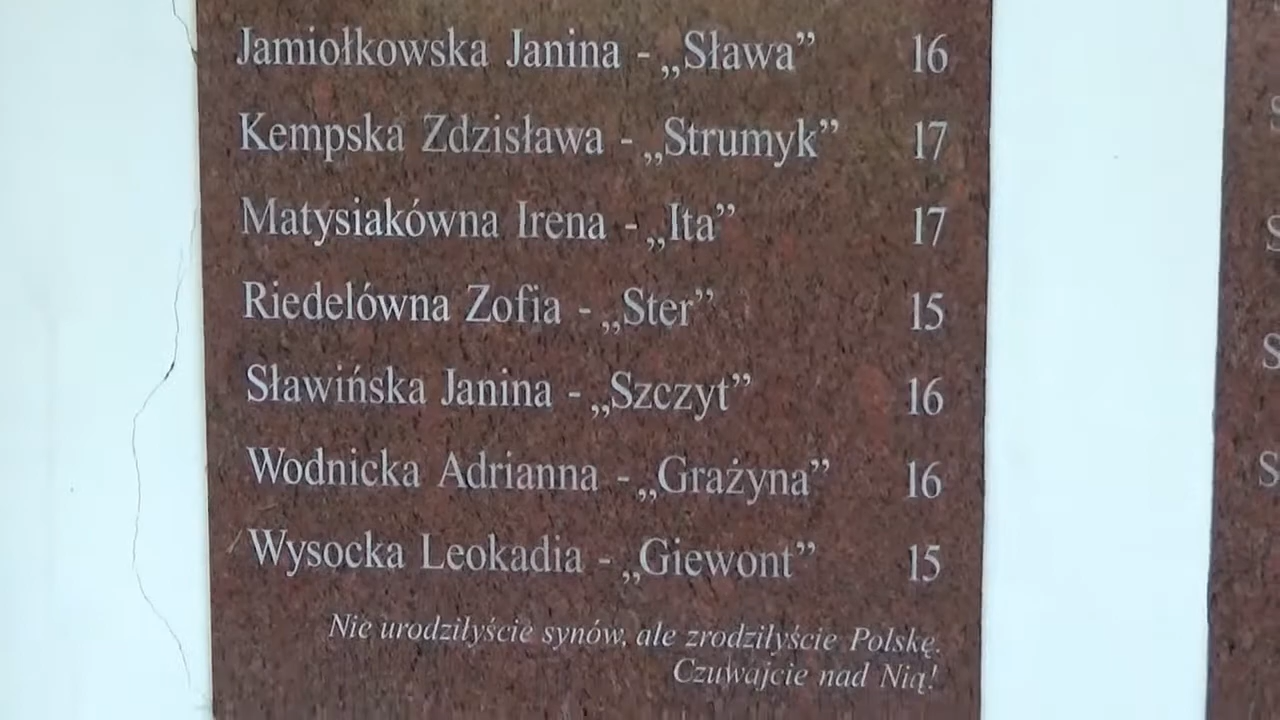 Jamiołkowska Janina - „Sława” 16
Kempska Zdzisława - „Strumyk” 17
Matysiakówna Irena - „Ita” 17
Riedelówna Zofia - „Ster” 15
Sławińska Janina - „Szczyt” 16
Wodnicka Adrianna - „Grażyna” 16
Wysocka Leokadia - „Giewont” 15
Nie urodziłyście synów, ale zrodziłyście Polskę.
Czuwajcie nad Nią!